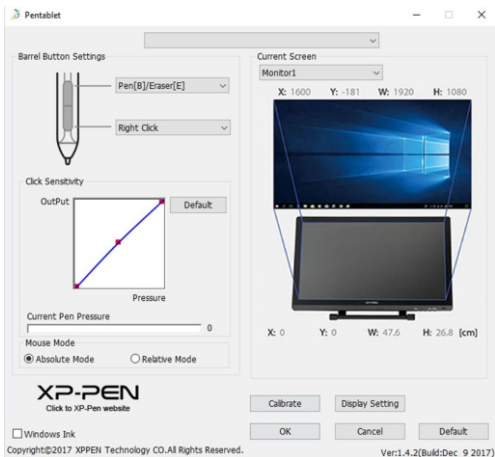 Pentablet
Barrel Button Settings
Pen[B]/Eraser[E]
Right Click
Click Sensitivity
OutPut
Default
Pressure
Current Pen Pressure
0
Mouse Mode
Absolute Mode
Relative Mode
XP-PEN
Click to XP-Pen website
Windows Ink
Copyright©2017 XPPEN Technology CO.All Rights Reserved.
Current Screen
Monitor1
X: 1600 Y: -181 W: 1920 H: 1080
X: 0 Y: 0 W: 47.6 H: 26.8 [cm]
Calibrate
Display Setting
OK
Cancel
Default
Ver:1.4.2(Build:Dec 9 2017)